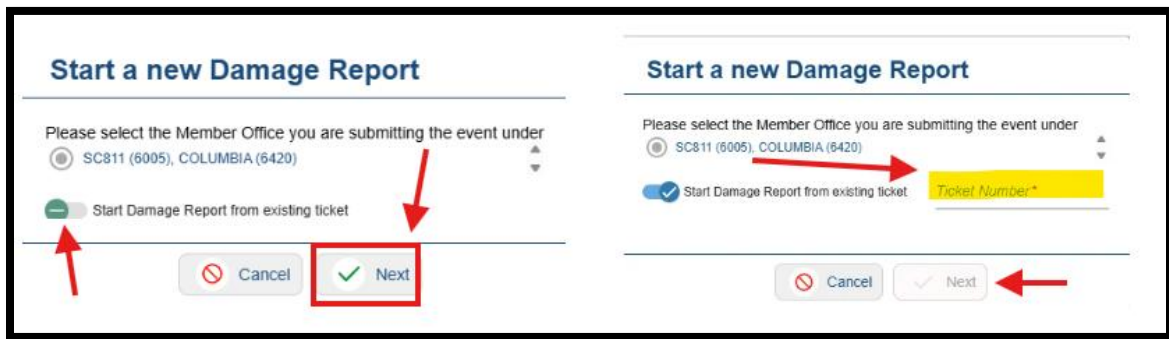 Start a new Damage Report
Please select the Member Office you are submitting the event under
SC811 (6005), COLUMBIA (6420)
Start Damage Report from existing ticket
Cancel
Next
Start a new Damage Report
Please select the Member Office you are submitting the event under
SC811 (6005), COLUMBIA (6420)
Start Damage Report from existing ticket
Ticket Number*
Cancel
Next